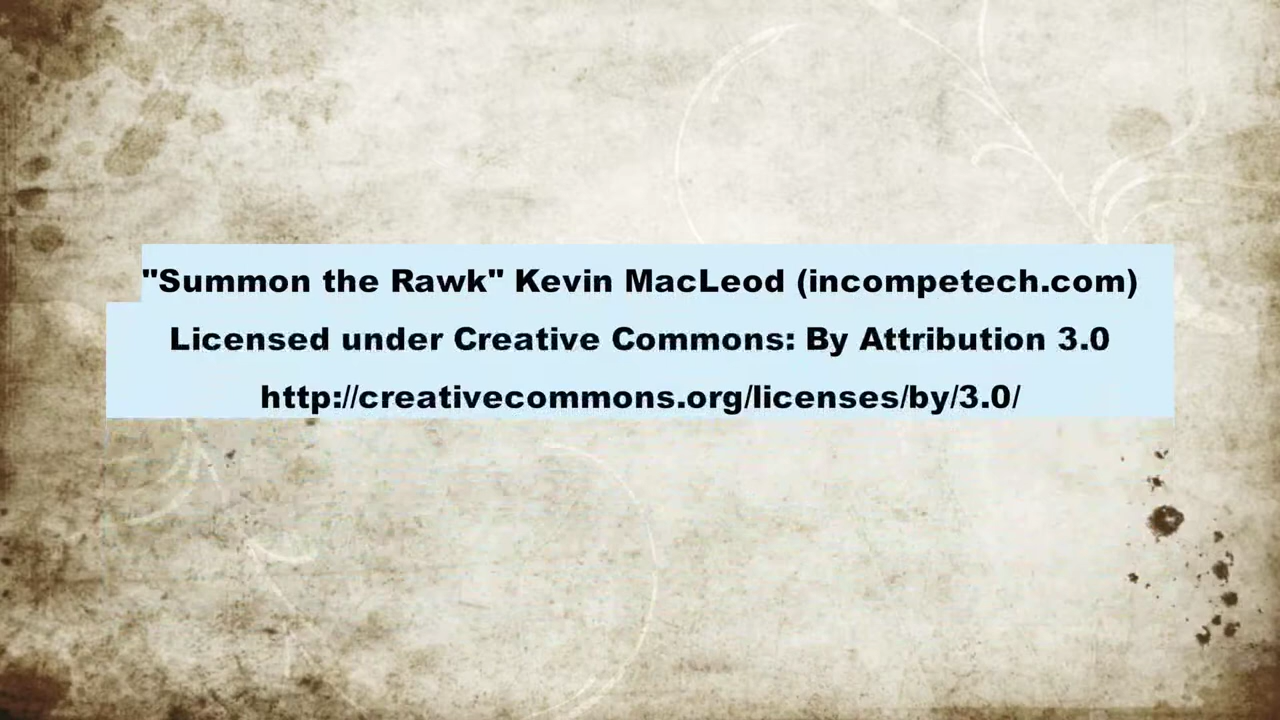 "Summon the Rawk" Kevin MacLeod (incompetech.com)
Licensed under Creative Commons: By Attribution 3.0
http://creativecommons.org/licenses/by/3.0/